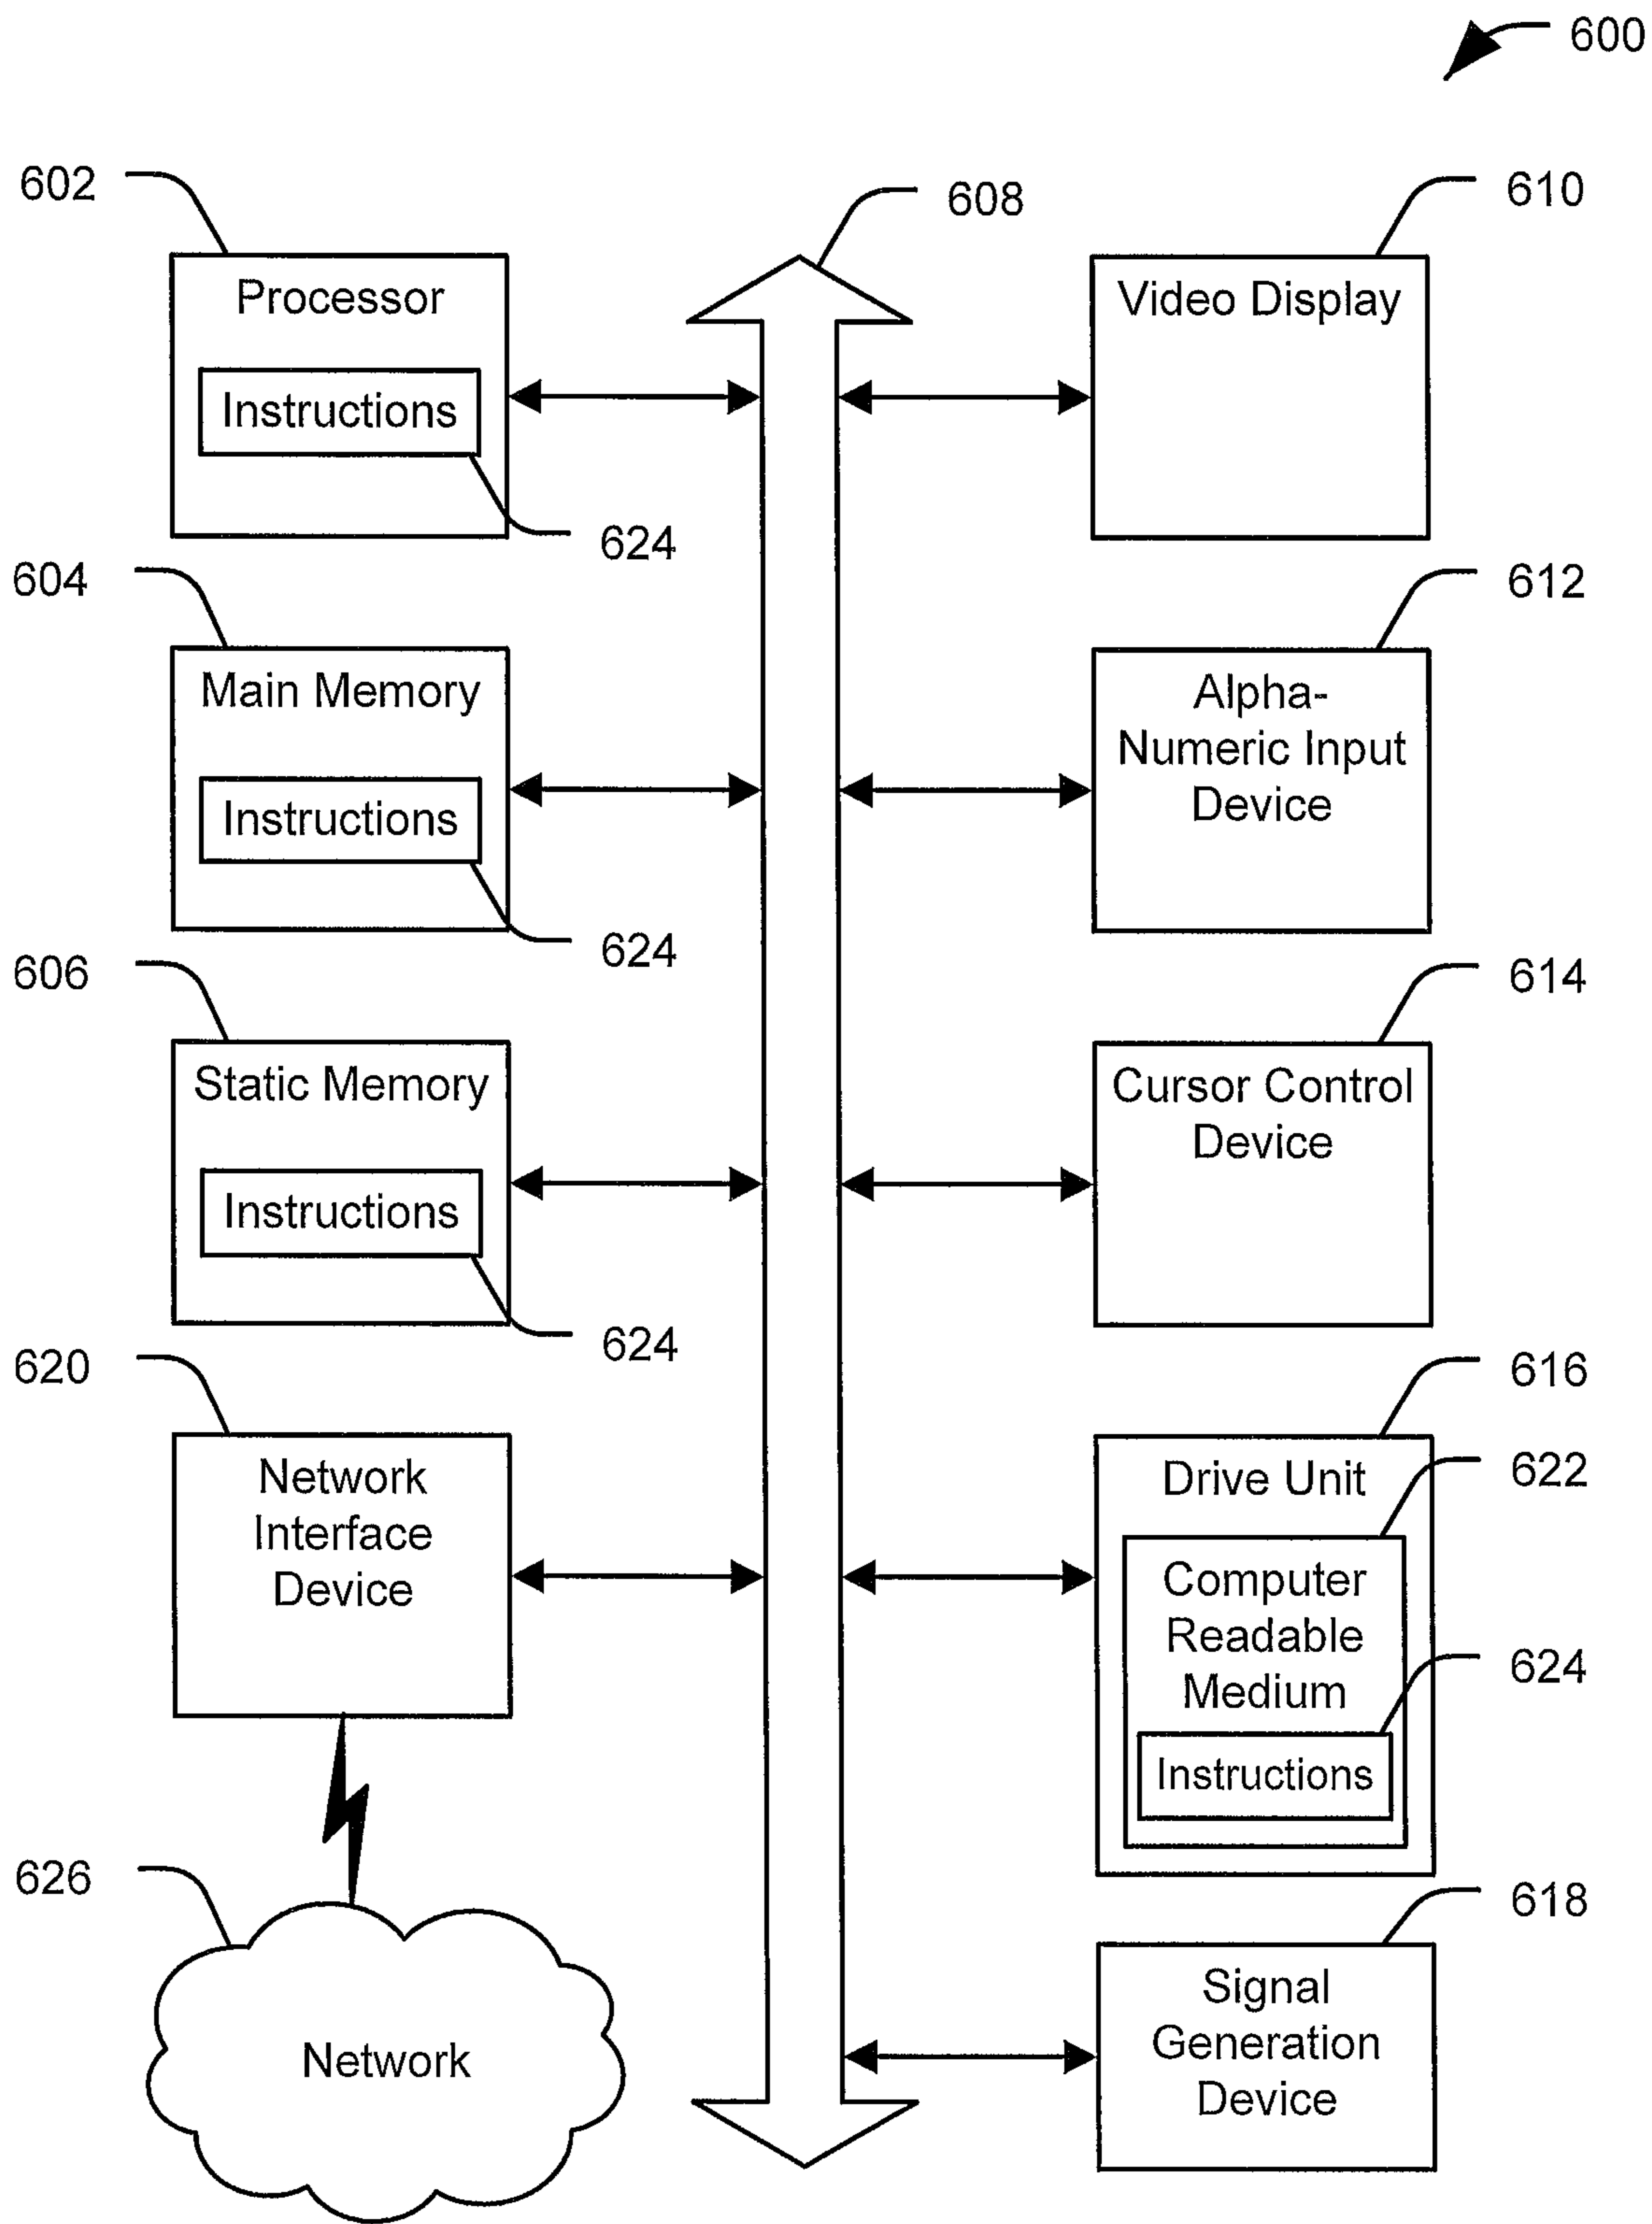 600
602
608
610
Processor
Instructions
624
Video Display
604
612
Main Memory
Instructions
624
Alpha-
Numeric Input
Device
606
614
Static Memory
Instructions
624
Cursor Control
Device
620
616
Network
Interface
Device
622
Drive Unit
Computer
Readable
Medium
624
Instructions
626
618
Network
Signal
Generation
Device